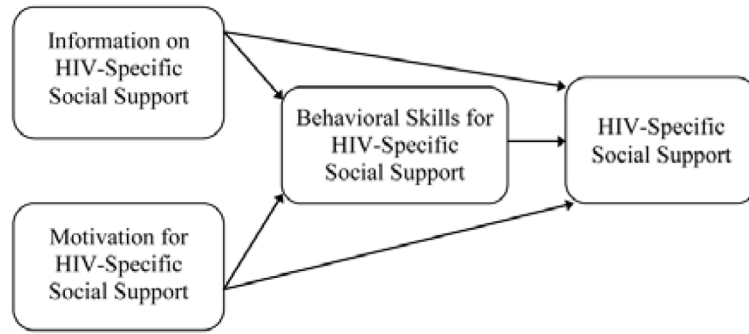 Information on
HIV-Specific
Social Support
Behavioral Skills for
HIV-Specific
Social Support
HIV-Specific
Social Support
Motivation for
HIV-Specific
Social Support